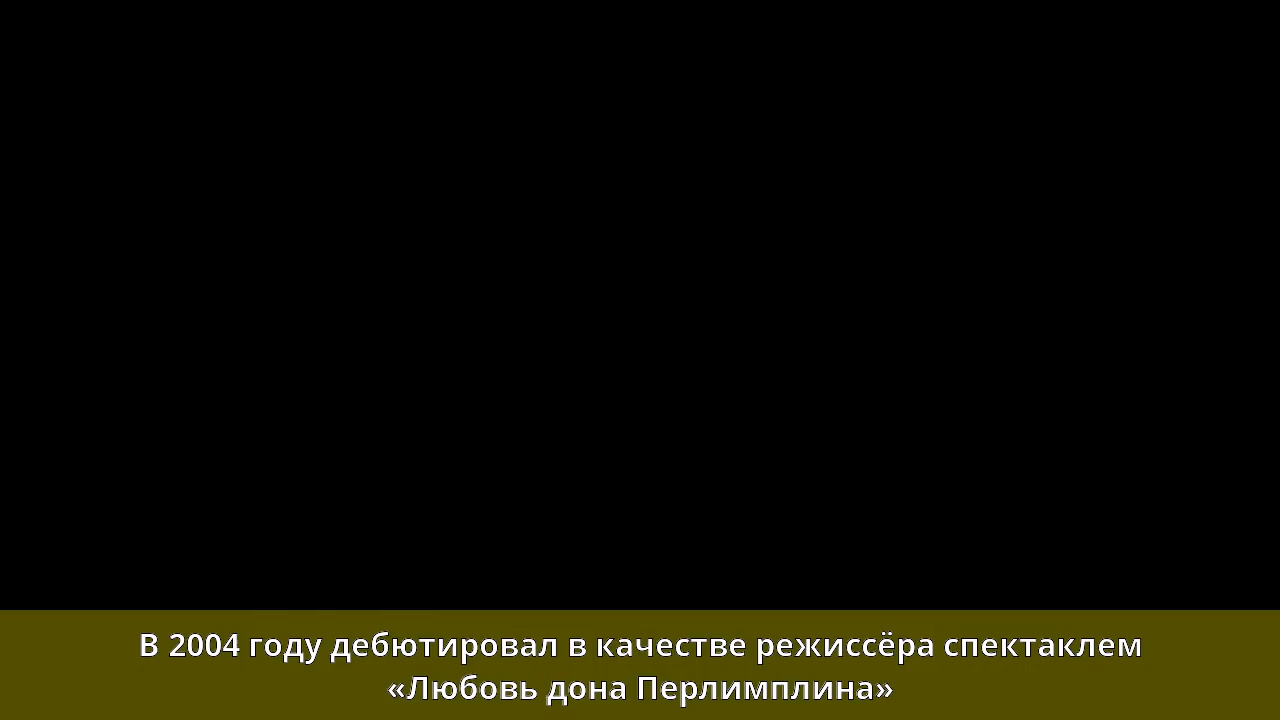 В 2004 году дебютировал в качестве режиссёра спектаклем
«Любовь дона Перлимплина»